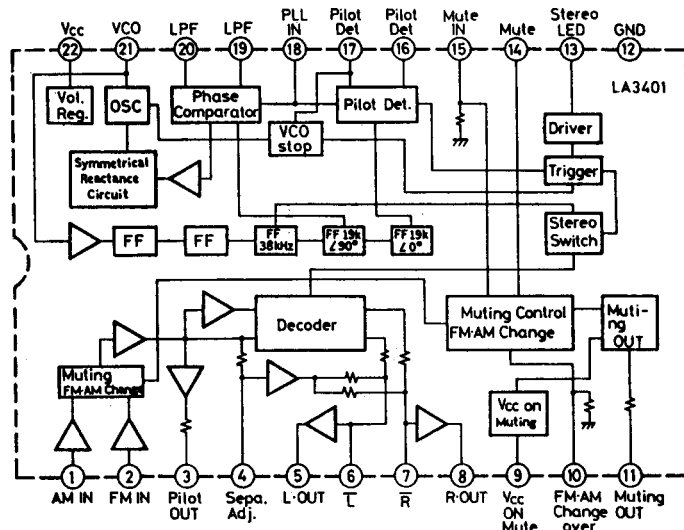 Vcc VCO LPF LPF PLL IN Pilot Det Pilot Det Mute IN Mute Stereo LED GND
22 21 20 19 18 17 16 15 14 13 12
LA3401
Vol. Reg.
OSC
Phase Comparator
Pilot Det.
Driver
VCO stop
Symmetrical Reactance Circuit
Trigger
FF
FF
FF 38kHz
FF 19k ∠90°
FF 19k ∠0°
Stereo Switch
Decoder
Muting Control FM·AM Change
Muti- ng OUT
Muting FM·AM Change
Vcc on Muting
1 2 3 4 5 6 7 8 9 10 11
AM IN FM IN Pilot OUT Sepa. Adj. L·OUT L̅ R̅ R·OUT Vcc ON Mute FM·AM Change over Muting OUT